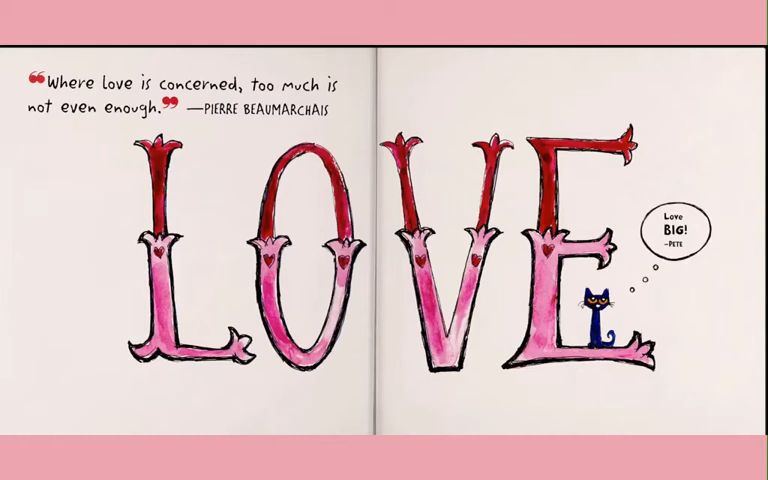 ❝Where love is concerned, too much is
not even enough.❞ —PIERRE BEAUMARCHAIS
LOVE
Love
BIG!
-PETE